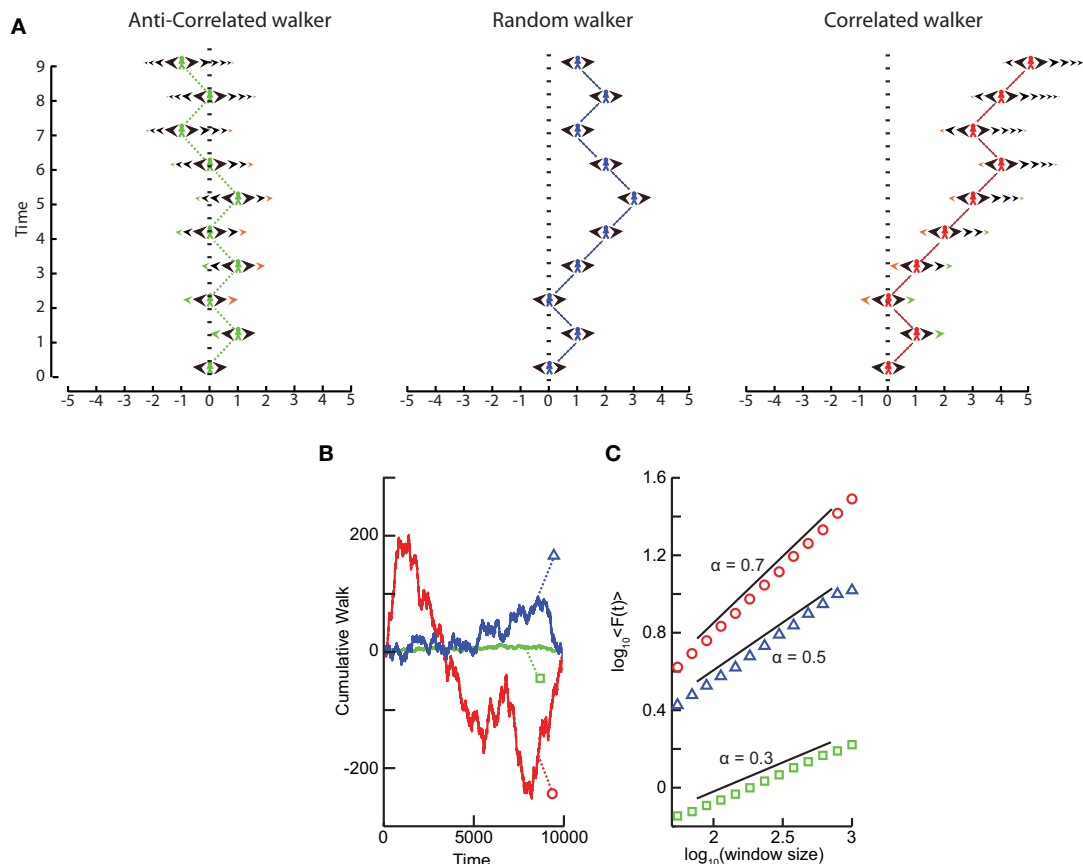 Anti-Correlated walker Random walker Correlated walker
A
9
8
7
6
5
4
3
2
1
0
Time
-5 -4 -3 -2 -1 0 1 2 3 4 5
-5 -4 -3 -2 -1 0 1 2 3 4 5
-5 -4 -3 -2 -1 0 1 2 3 4 5
B
Cumulative Walk
200
0
-200
0 5000 10000
Time
C
log10<F(t)>
1.6
1.2
0.8
0.4
0
α = 0.7
α = 0.5
α = 0.3
2 2.5 3
log10(window size)